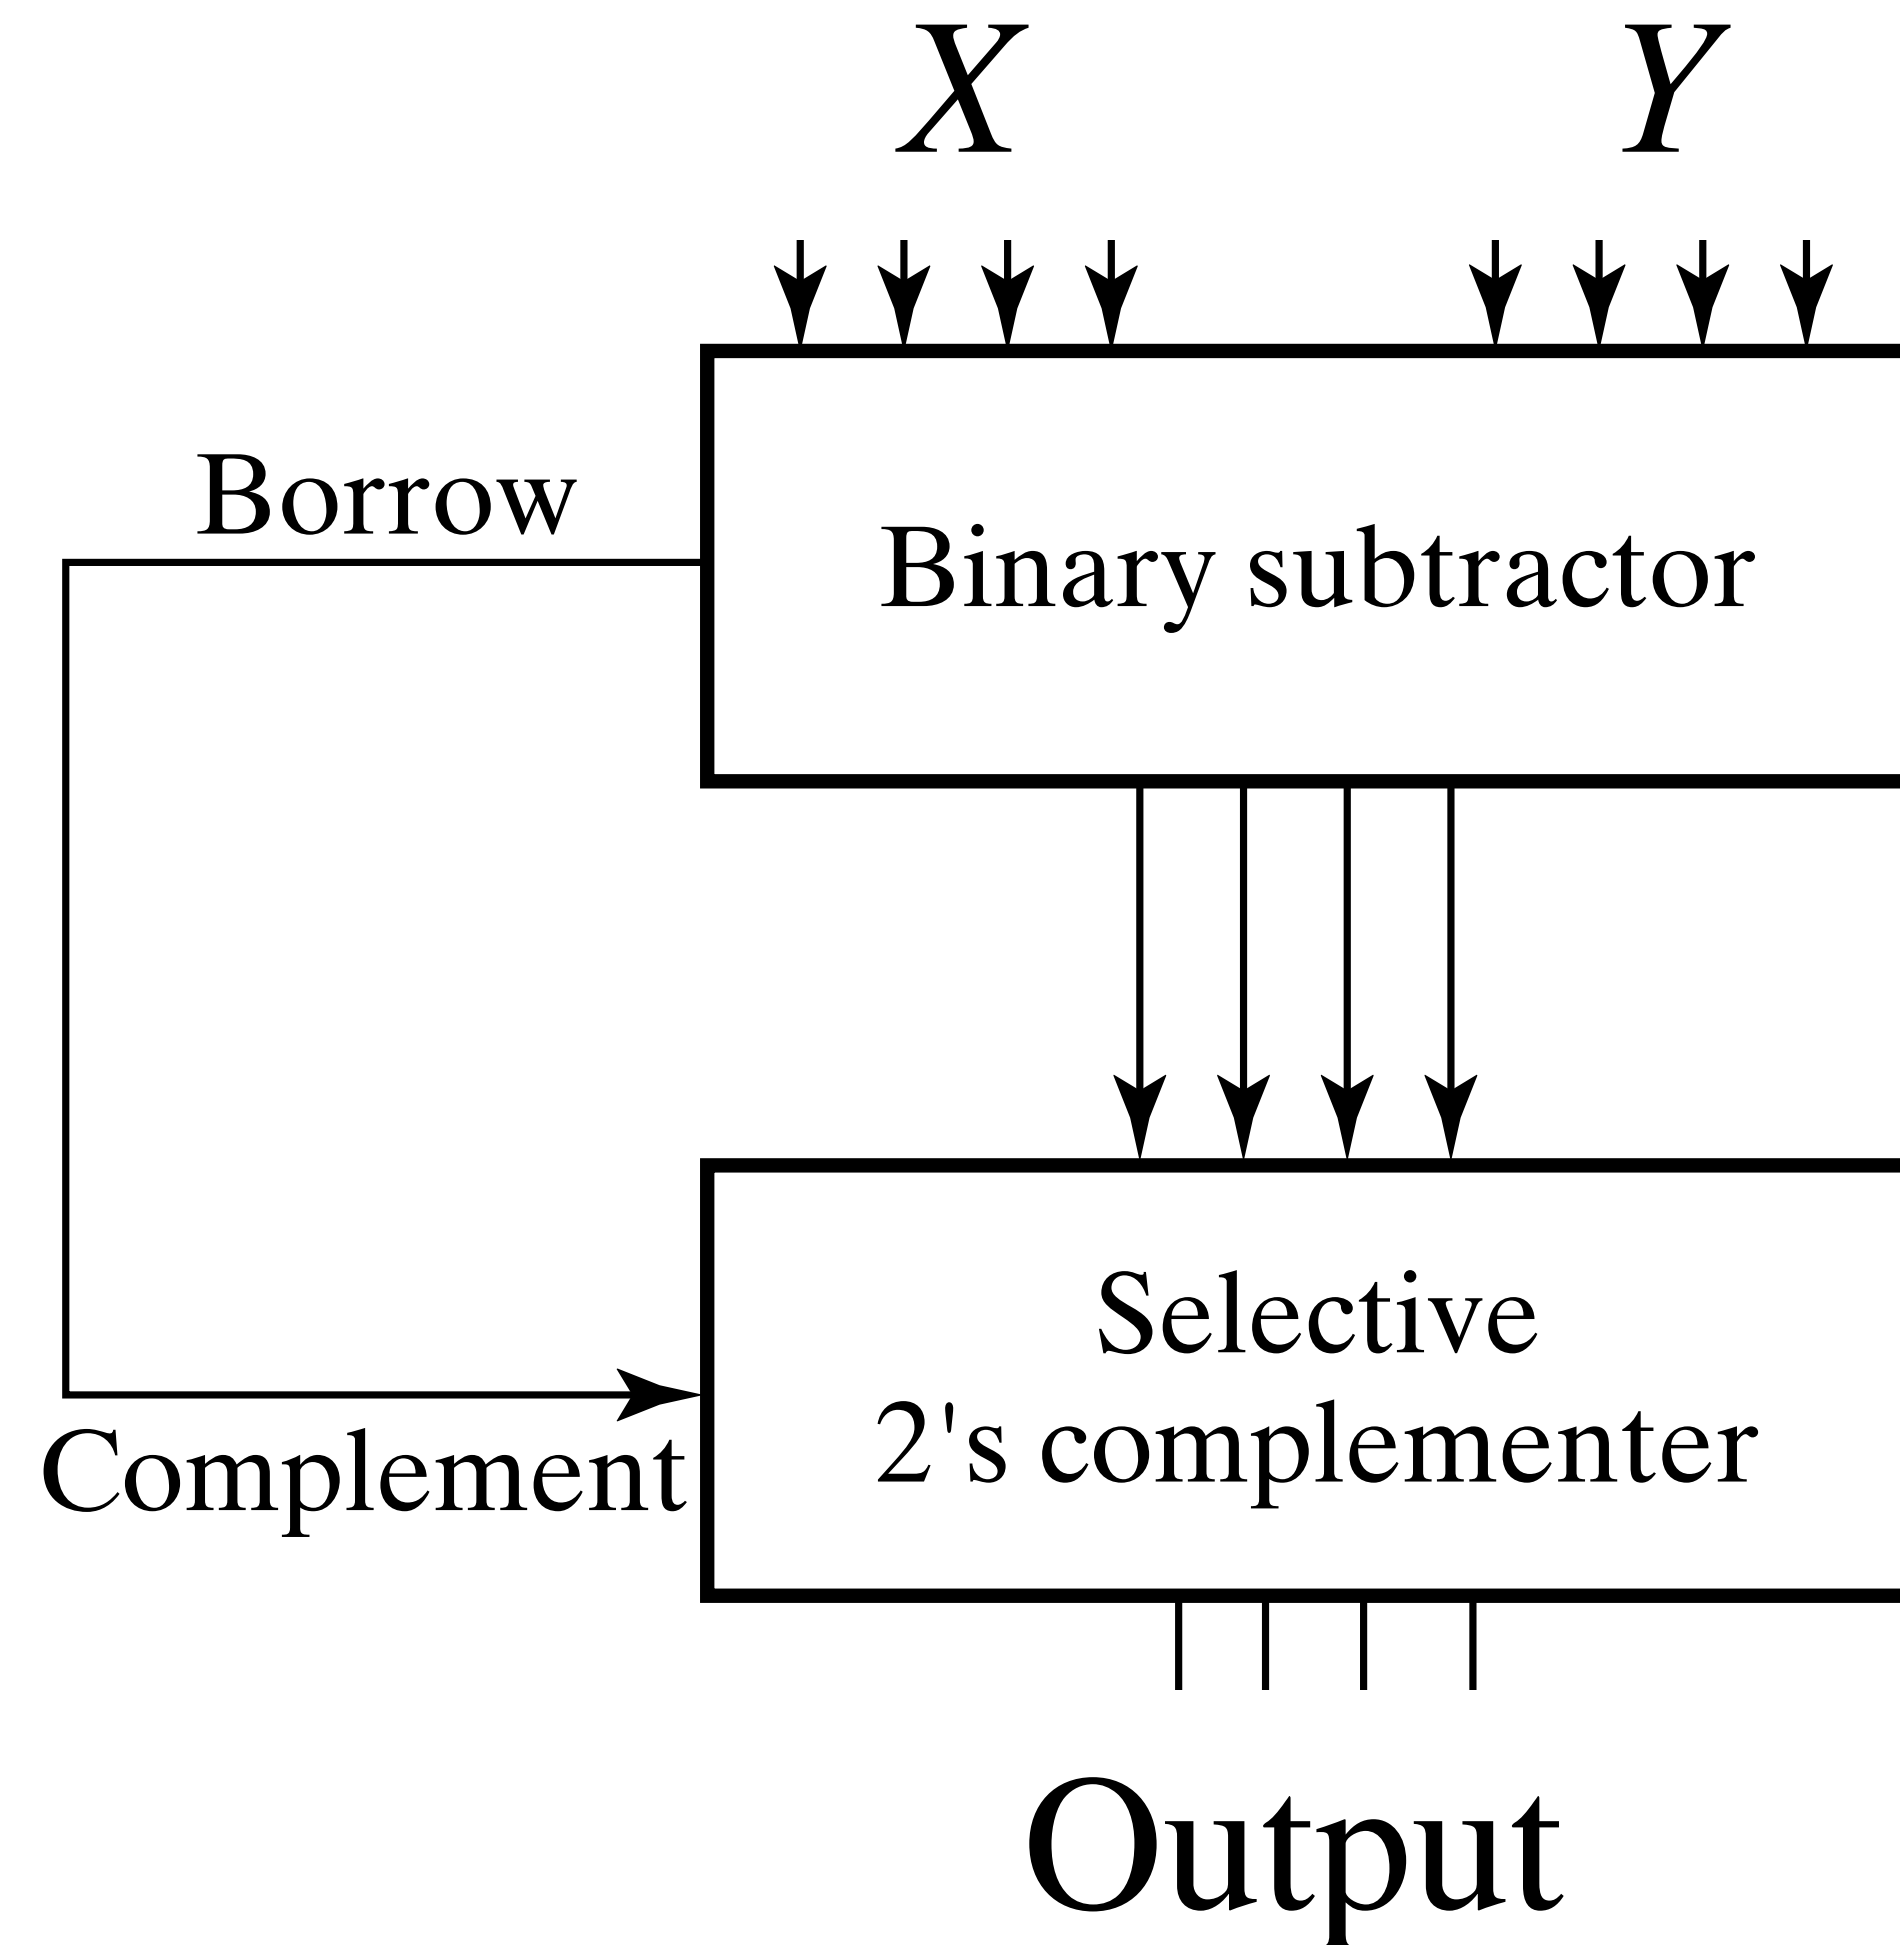 X Y
Borrow
Binary subtractor
Selective
2's complementer
Complement
Output